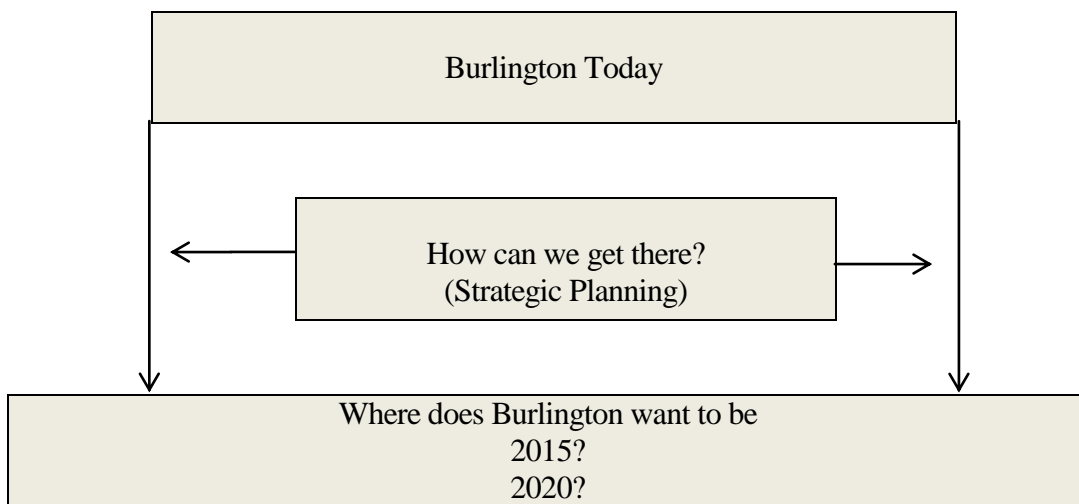 Burlington Today
How can we get there?
(Strategic Planning)
Where does Burlington want to be
2015?
2020?